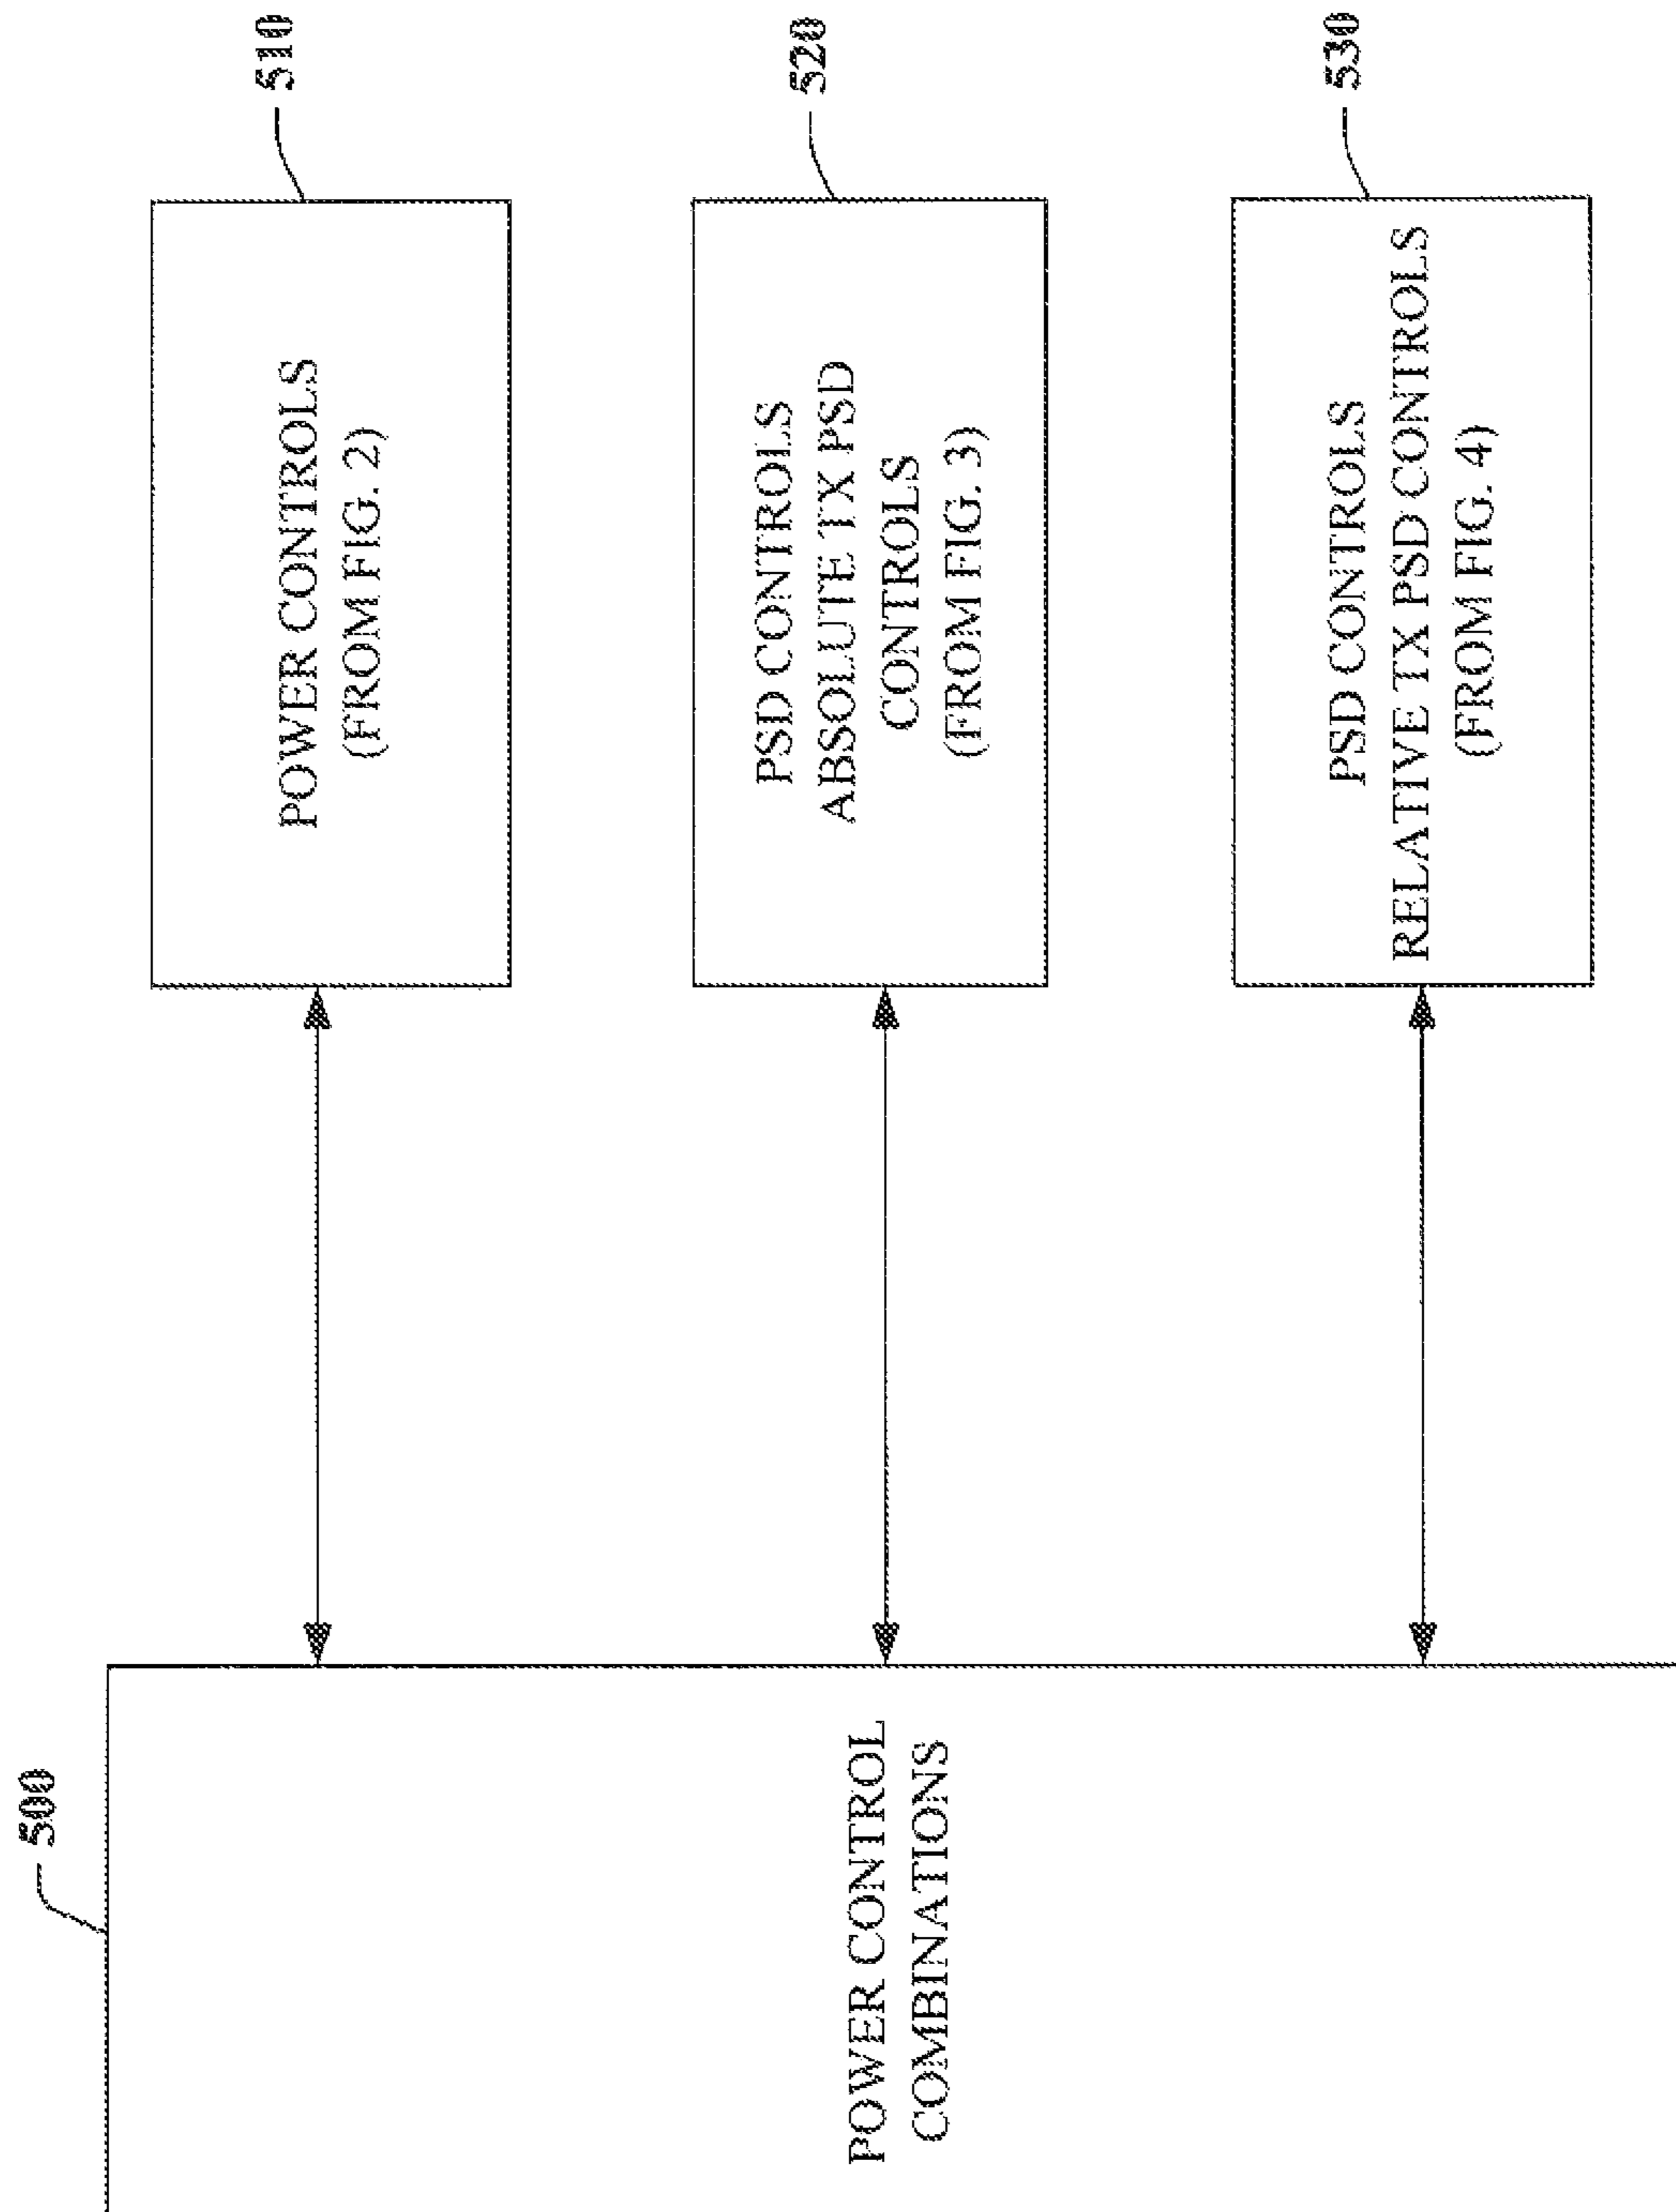 500
POWER CONTROL
COMBINATIONS
510
POWER CONTROLS
(FROM FIG. 2)
520
PSD CONTROLS
ABSOLUTE TX PSD
CONTROLS
(FROM FIG. 3)
530
PSD CONTROLS
RELATIVE TX PSD CONTROLS
(FROM FIG. 4)